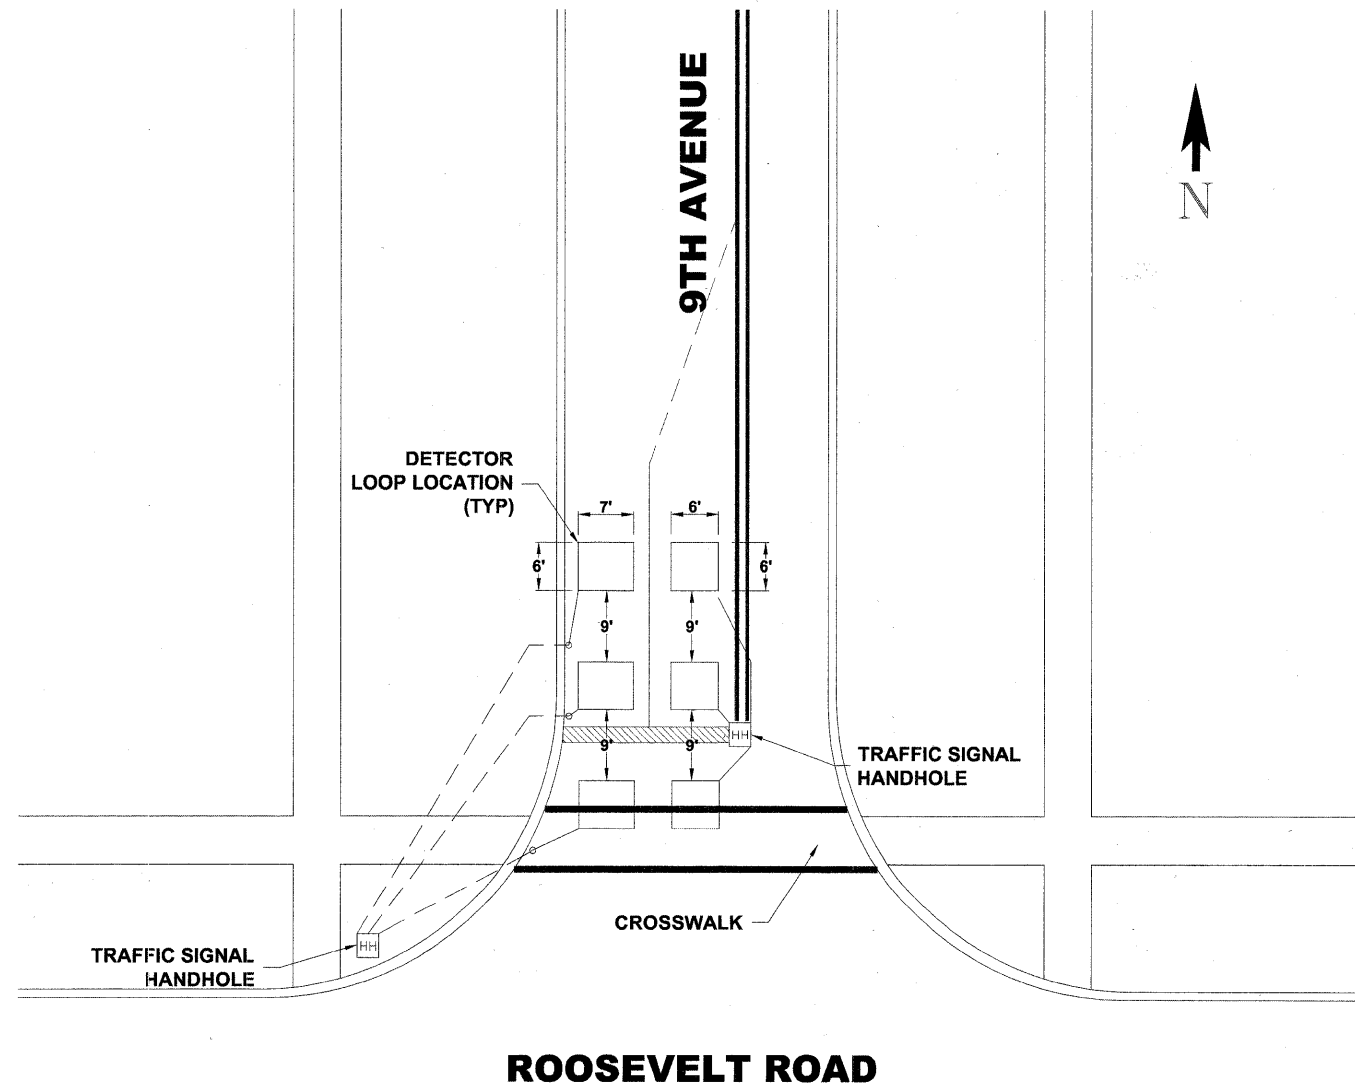 9TH AVENUE
N
DETECTOR
LOOP LOCATION
(TYP)
7'
6'
6'
6'
9'
9'
9'
9'
HH
TRAFFIC SIGNAL
HANDHOLE
CROSSWALK
HH
TRAFFIC SIGNAL
HANDHOLE
ROOSEVELT ROAD